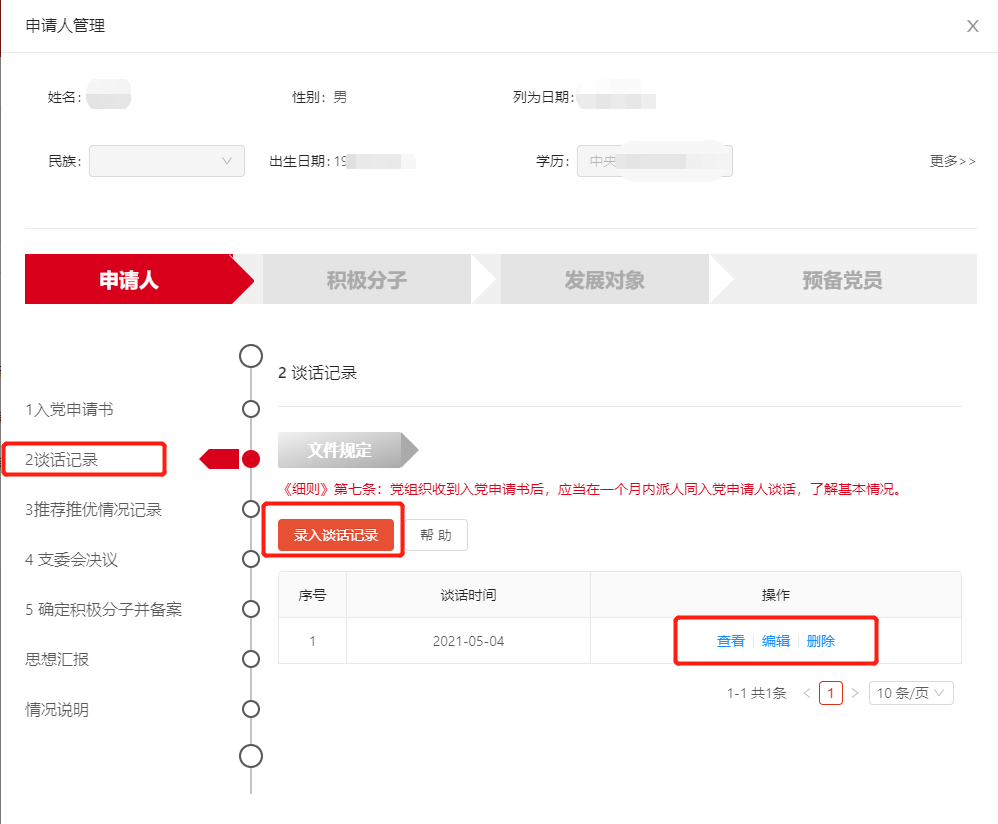 申请人管理
X
姓名：
性别： 男
列为日期：
民族：
出生日期： 19
学历： 中央
更多>>
申请人 积极分子 发展对象 预备党员
2 谈话记录
1入党申请书
文件规定
2谈话记录
《细则》第七条：党组织收到入党申请书后，应当在一个月内派人同入党申请人谈话，了解基本情况。
3推荐推优情况记录
录入谈话记录 帮 助
4 支委会决议
序号 谈话时间 操作
5 确定积极分子并备案
1 2021-05-04 查看 编辑 删除
思想汇报
1-1 共1条 < 1 > 10 条/页
情况说明